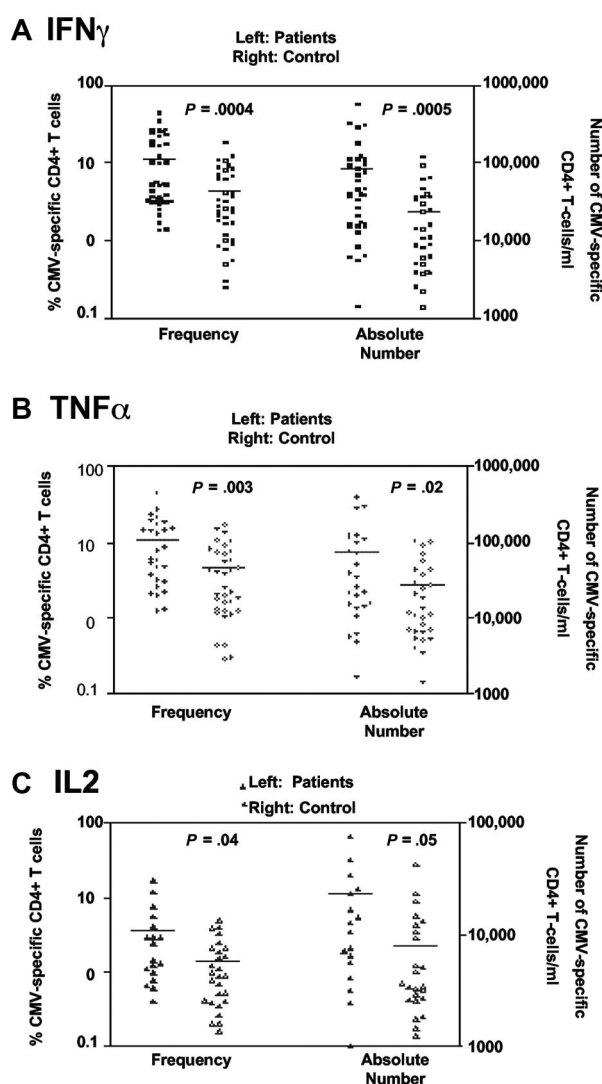 A IFNγ
Left: Patients
Right: Control
% CMV-specific CD4+ T cells
100
10
0
0.1
P = .0004
P = .0005
1000,000
100,000
10,000
1000
Number of CMV-specific
CD4+ T-cells/ml
Frequency
Absolute
Number
B TNFα
Left: Patients
Right: Control
% CMV-specific CD4+ T cells
100
10
0
0.1
P = .003
P = .02
1000,000
100,000
10,000
1000
Number of CMV-specific
CD4+ T-cells/ml
Frequency
Absolute
Number
C IL2
Left: Patients
Right: Control
% CMV-specific CD4+ T cells
100
10
0
0.1
P = .04
P = .05
100,000
10,000
1000
Number of CMV-specific
CD4+ T-cells/ml
Frequency
Absolute
Number